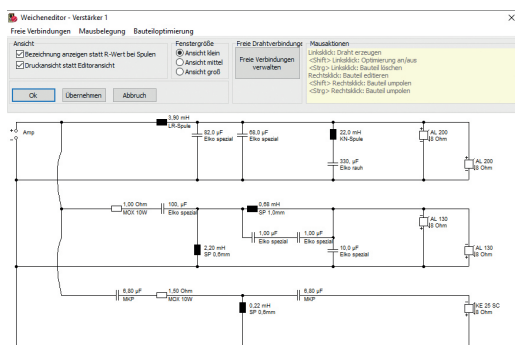 Weicheneditor - Verstärker 1
Freie Verbindungen Mausbelegung Bauteiloptimierung
Ansicht
Bezeichnung anzeigen statt R-Wert bei Spulen
Druckansicht statt Editoransicht
Fenstergröße
Ansicht klein
Ansicht mittel
Ansicht groß
Freie Drahtverbindunge
Freie Verbindungen
verwalten
Mausaktionen
Linksklick: Draht erzeugen
<Shift> Linksklick: Optimierung an/aus
<Strg> Linksklick: Bauteil löschen
Rechtsklick: Bauteil editieren
<Shift> Rechtsklick: Bauteil umpolen
<Strg> Rechtsklick: Bauteil umpolen
Ok Übernehmen Abbruch
+ Amp
-
3,90 mH
LR-Spule
82,0 µF
Elko spezial
68,0 µF
Elko spezial
22,0 mH
KN-Spule
330, µF
Elko rauh
AL 200
8 Ohm
AL 200
8 Ohm
1,00 Ohm
MOX 10W
100, µF
Elko spezial
0,68 mH
SP 1,0mm
2,20 mH
SP 0,6mm
1,00 µF
Elko spezial
1,00 µF
Elko spezial
10,0 µF
Elko spezial
AL 130
8 Ohm
AL 130
8 Ohm
6,80 µF
MKP
1,50 Ohm
MOX 10W
6,80 µF
MKP
0,22 mH
SP 0,6mm
KE 25 SC
8 Ohm